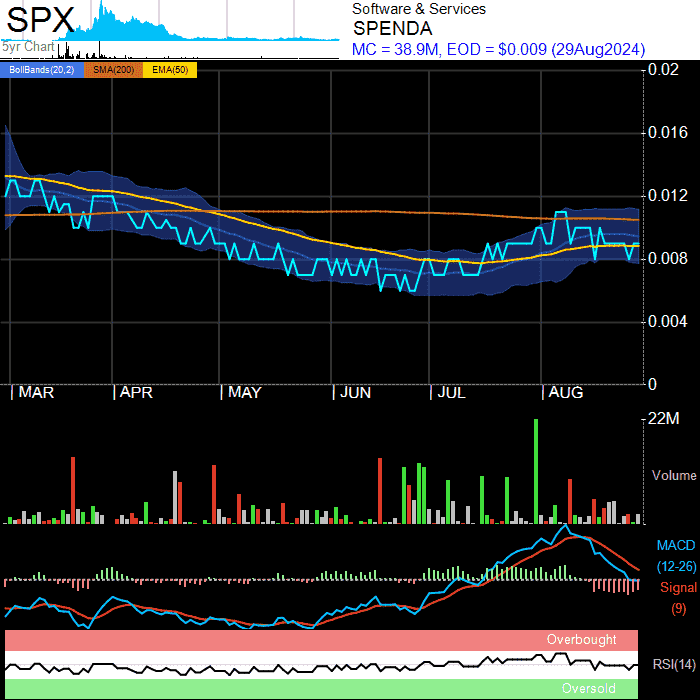 SPX
5yr Chart
Software & Services
SPENDA
MC = 38.9M, EOD = $0.009 (29Aug2024)
BollBands(20,2) SMA(200) EMA(50)
0.02
0.016
0.012
0.008
0.004
0
MAR APR MAY JUN JUL AUG
22M
Volume
MACD
(12-26)
Signal
(9)
Overbought
RSI(14)
Oversold